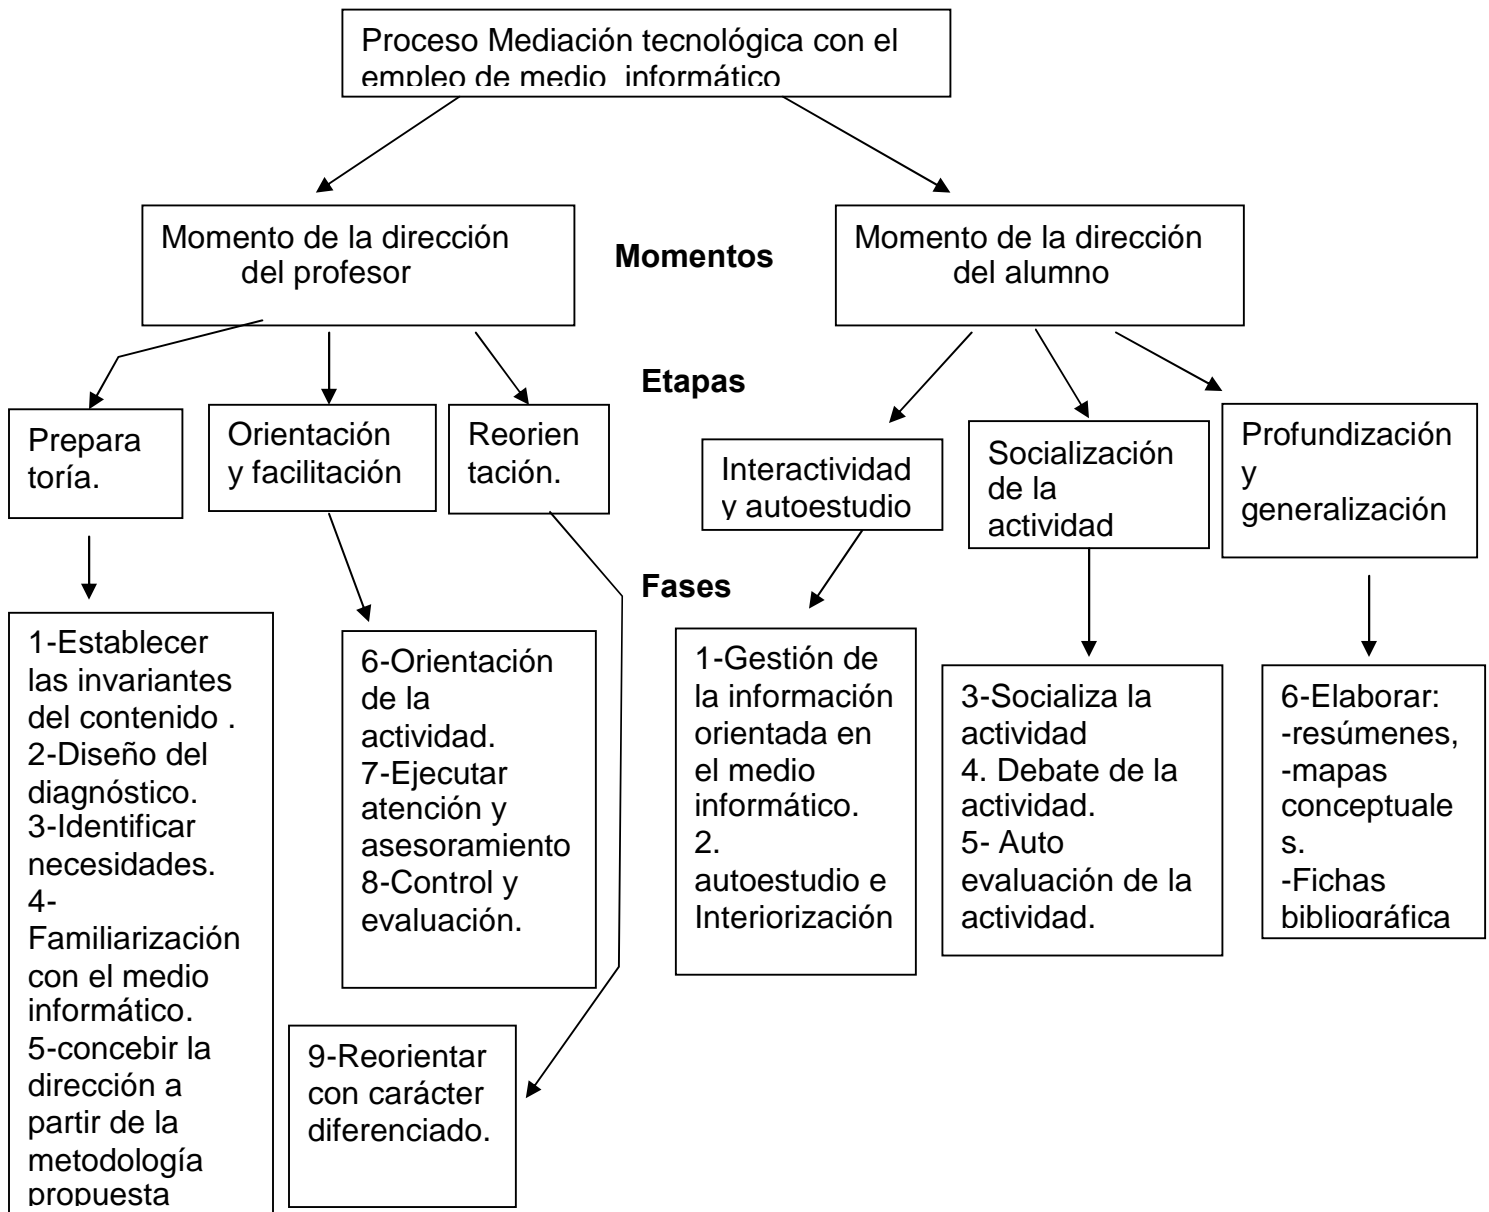 Proceso Mediación tecnológica con el
empleo de medio informático
Momento de la dirección
del profesor
Momentos
Momento de la dirección
del alumno
Etapas
Prepara
toría.
Orientación
y facilitación
Reorien
tación.
Interactividad
y autoestudio
Socialización
de la
actividad
Profundización
y
generalización
Fases
1-Establecer
las invariantes
del contenido .
2-Diseño del
diagnóstico.
3-Identificar
necesidades.
4-
Familiarización
con el medio
informático.
5-concebir la
dirección a
partir de la
metodología
propuesta
6-Orientación
de la
actividad.
7-Ejecutar
atención y
asesoramiento
8-Control y
evaluación.
9-Reorientar
con carácter
diferenciado.
1-Gestión de
la información
orientada en
el medio
informático.
2.
autoestudio e
Interiorización
3-Socializa la
actividad
4. Debate de la
actividad.
5- Auto
evaluación de la
actividad.
6-Elaborar:
-resúmenes,
-mapas
conceptuale
s.
-Fichas
bibliográfica